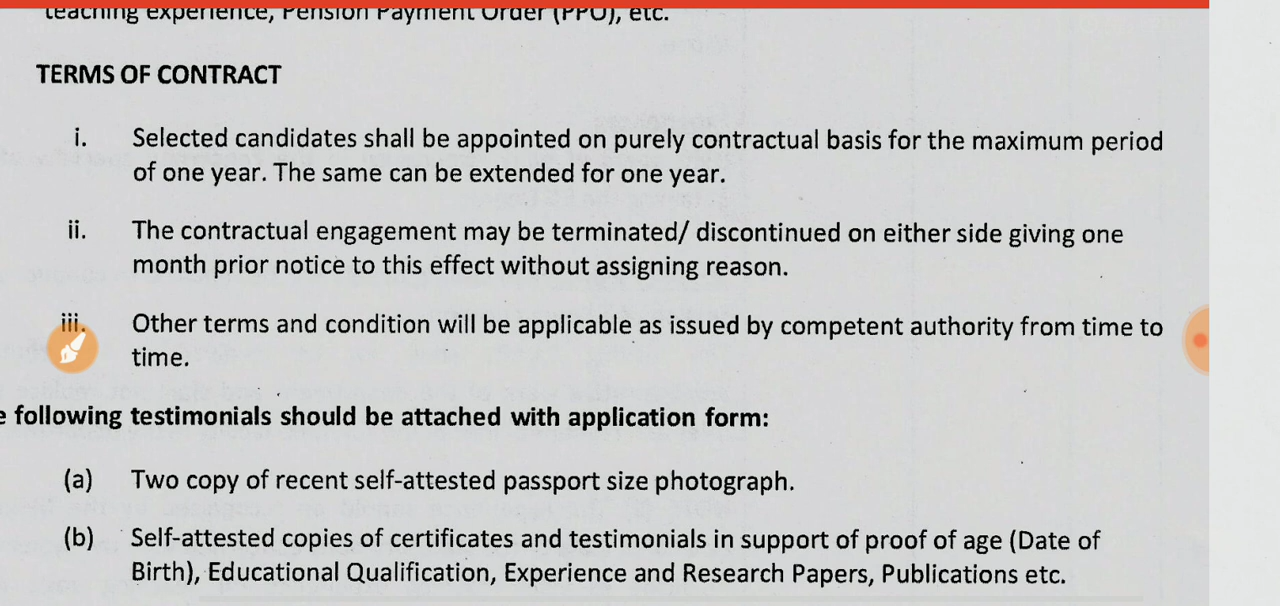 teaching experience, Pension Payment Order (PPO), etc.
TERMS OF CONTRACT
i. Selected candidates shall be appointed on purely contractual basis for the maximum period
of one year. The same can be extended for one year.
ii. The contractual engagement may be terminated/ discontinued on either side giving one
month prior notice to this effect without assigning reason.
iii. Other terms and condition will be applicable as issued by competent authority from time to
time.
e following testimonials should be attached with application form:
(a) Two copy of recent self-attested passport size photograph.
(b) Self-attested copies of certificates and testimonials in support of proof of age (Date of
Birth), Educational Qualification, Experience and Research Papers, Publications etc.